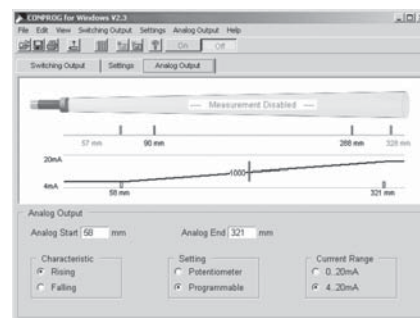 CONPROG for Windows V2.3
File Edit View Switching Output Settings Analog Output Help
On Off
Switching Output Settings Analog Output
Measurement Disabled
57 mm 90 mm 288 mm 328 mm
20mA
1000
4mA
58 mm 321 mm
Analog Output
Analog Start 58 mm Analog End 321 mm
Characteristic Setting Current Range
Rising Potentiometer 0..20mA
Falling Programmable 4..20mA